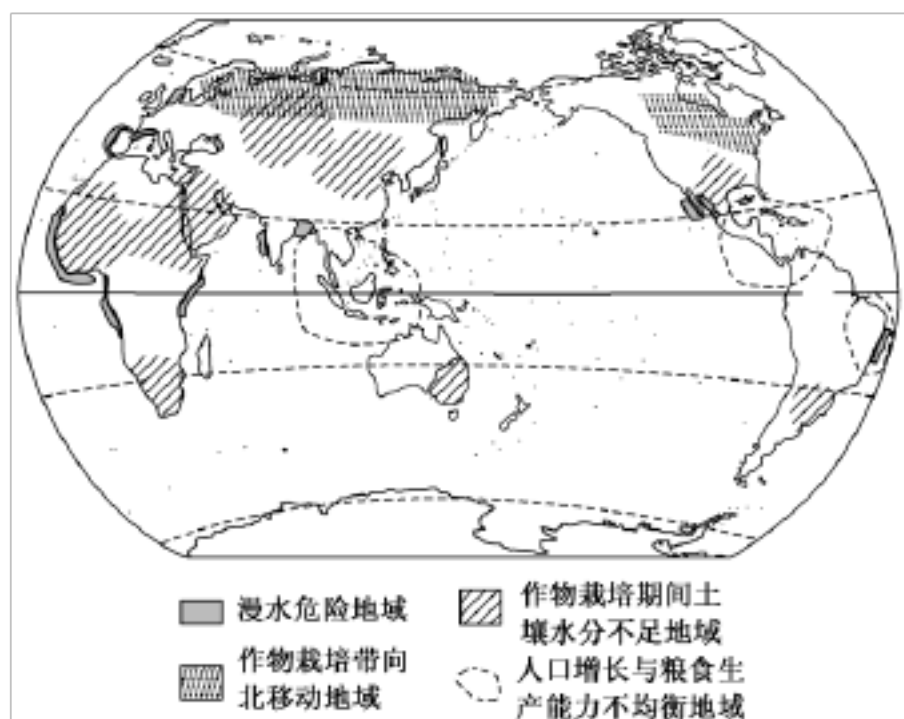 漫水危险地域
作物栽培期间土
壤水分不足地域
作物栽培带向
北移动地域
人口增长与粮食生
产能力不均衡地域